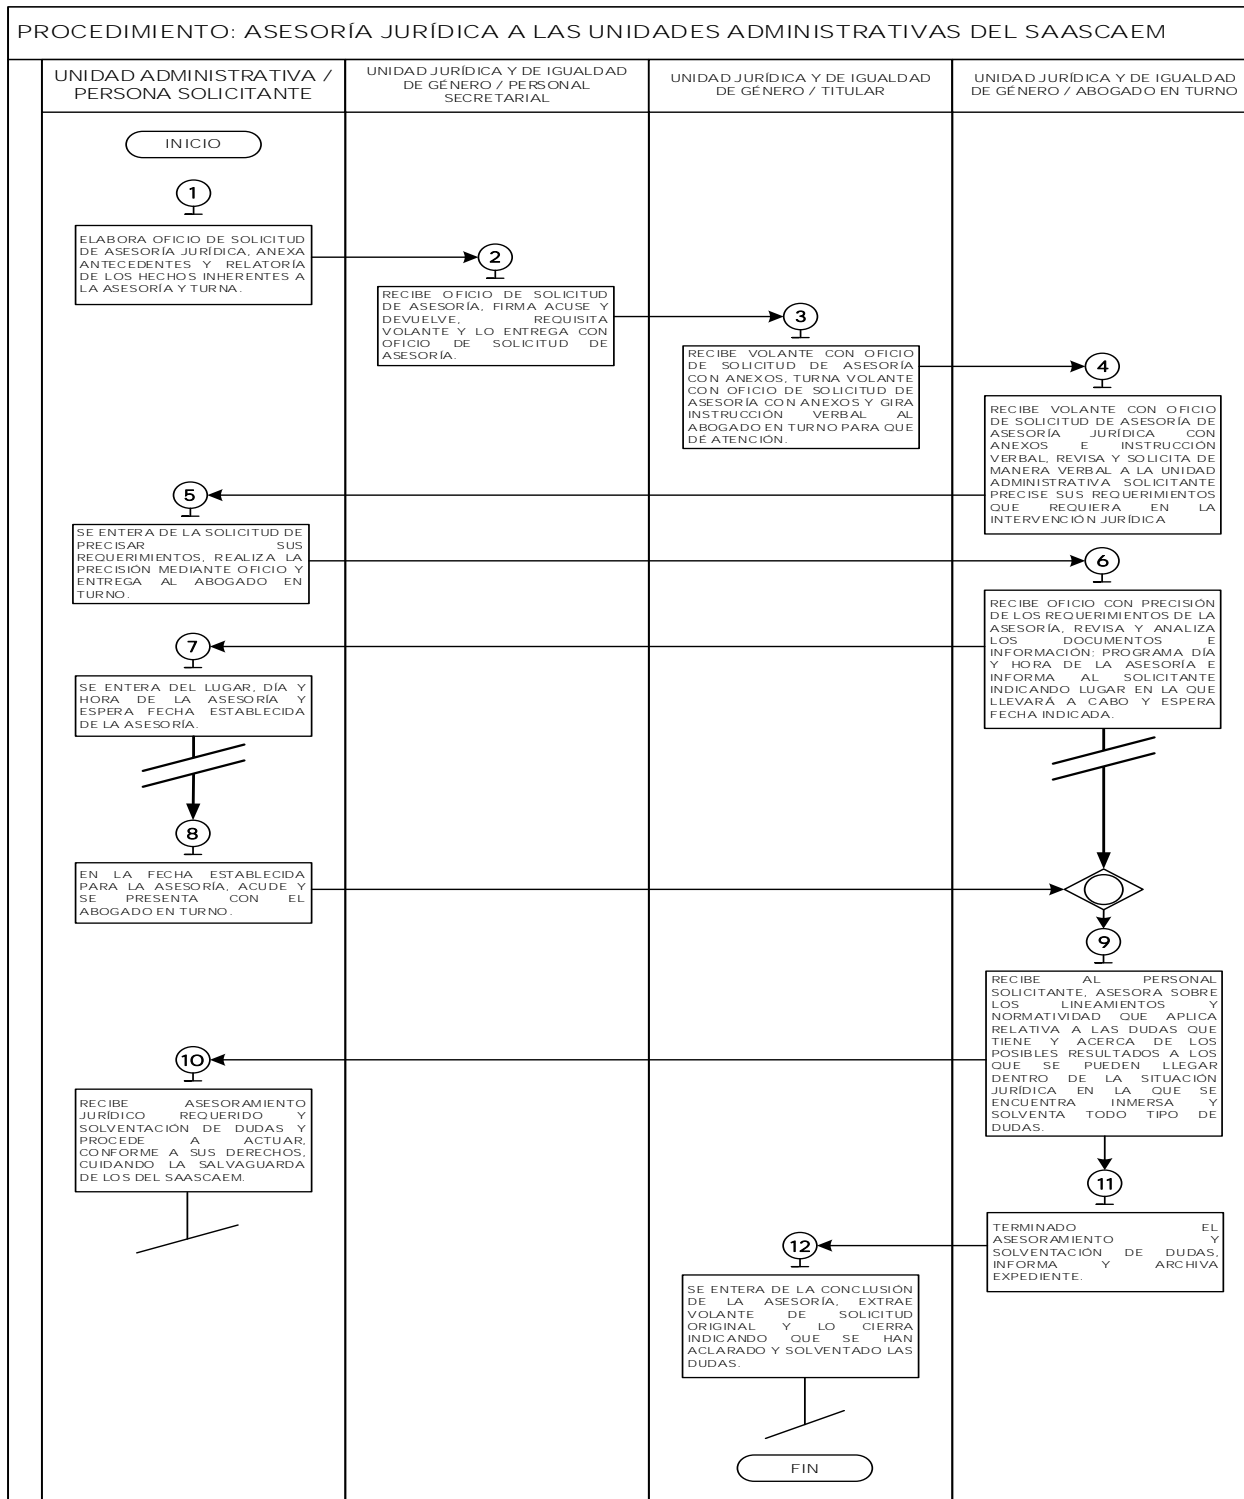 PROCEDIMIENTO: ASESORÍA JURÍDICA A LAS UNIDADES ADMINISTRATIVAS DEL SAASCAEM
UNIDAD ADMINISTRATIVA /
PERSONA SOLICITANTE
UNIDAD JURÍDICA Y DE IGUALDAD
DE GÉNERO / PERSONAL
SECRETARIAL
UNIDAD JURÍDICA Y DE IGUALDAD
DE GÉNERO / TITULAR
UNIDAD JURÍDICA Y DE IGUALDAD
DE GÉNERO / ABOGADO EN TURNO
INICIO
1
ELABORA OFICIO DE SOLICITUD
DE ASESORÍA JURÍDICA, ANEXA
ANTECEDENTES Y RELATORÍA
DE LOS HECHOS INHERENTES A
LA ASESORÍA Y TURNA.
2
RECIBE OFICIO DE SOLICITUD
DE ASESORÍA, FIRMA ACUSE Y
DEVUELVE, REQUISITA
VOLANTE Y LO ENTREGA CON
OFICIO DE SOLICITUD DE
ASESORÍA.
3
RECIBE VOLANTE CON OFICIO
DE SOLICITUD DE ASESORÍA
CON ANEXOS, TURNA VOLANTE
CON OFICIO DE SOLICITUD DE
ASESORÍA CON ANEXOS Y GIRA
INSTRUCCIÓN VERBAL AL
ABOGADO EN TURNO PARA QUE
DÉ ATENCIÓN.
4
RECIBE VOLANTE CON OFICIO
DE SOLICITUD DE ASESORÍA DE
ASESORÍA JURÍDICA CON
ANEXOS E INSTRUCCIÓN
VERBAL, REVISA Y SOLICITA DE
MANERA VERBAL A LA UNIDAD
ADMINISTRATIVA SOLICITANTE
PRECISE SUS REQUERIMIENTOS
QUE REQUIERA EN LA
INTERVENCIÓN JURÍDICA
5
SE ENTERA DE LA SOLICITUD DE
PRECISAR SUS
REQUERIMIENTOS, REALIZA LA
PRECISIÓN MEDIANTE OFICIO Y
ENTREGA AL ABOGADO EN
TURNO.
6
RECIBE OFICIO CON PRECISIÓN
DE LOS REQUERIMIENTOS DE LA
ASESORÍA, REVISA Y ANALIZA
LOS DOCUMENTOS E
INFORMACIÓN; PROGRAMA DÍA
Y HORA DE LA ASESORÍA E
INFORMA AL SOLICITANTE
INDICANDO LUGAR EN LA QUE
LLEVARÁ A CABO Y ESPERA
FECHA INDICADA.
7
SE ENTERA DEL LUGAR, DÍA Y
HORA DE LA ASESORÍA Y
ESPERA FECHA ESTABLECIDA
DE LA ASESORÍA.
8
EN LA FECHA ESTABLECIDA
PARA LA ASESORÍA, ACUDE Y
SE PRESENTA CON EL
ABOGADO EN TURNO.
9
RECIBE AL PERSONAL
SOLICITANTE, ASESORA SOBRE
LOS LINEAMIENTOS Y
NORMATIVIDAD QUE APLICA
RELATIVA A LAS DUDAS QUE
TIENE Y ACERCA DE LOS
POSIBLES RESULTADOS A LOS
QUE SE PUEDEN LLEGAR
DENTRO DE LA SITUACIÓN
JURÍDICA EN LA QUE SE
ENCUENTRA INMERSA Y
SOLVENTA TODO TIPO DE
DUDAS.
10
RECIBE ASESORAMIENTO
JURÍDICO REQUERIDO Y
SOLVENTACIÓN DE DUDAS Y
PROCEDE A ACTUAR,
CONFORME A SUS DERECHOS,
CUIDANDO LA SALVAGUARDA
DE LOS DEL SAASCAEM.
11
TERMINADO EL
ASESORAMIENTO Y
SOLVENTACIÓN DE DUDAS,
INFORMA Y ARCHIVA
EXPEDIENTE.
12
SE ENTERA DE LA CONCLUSIÓN
DE LA ASESORÍA, EXTRAE
VOLANTE DE SOLICITUD
ORIGINAL Y LO CIERRA
INDICANDO QUE SE HAN
ACLARADO Y SOLVENTADO LAS
DUDAS.
FIN